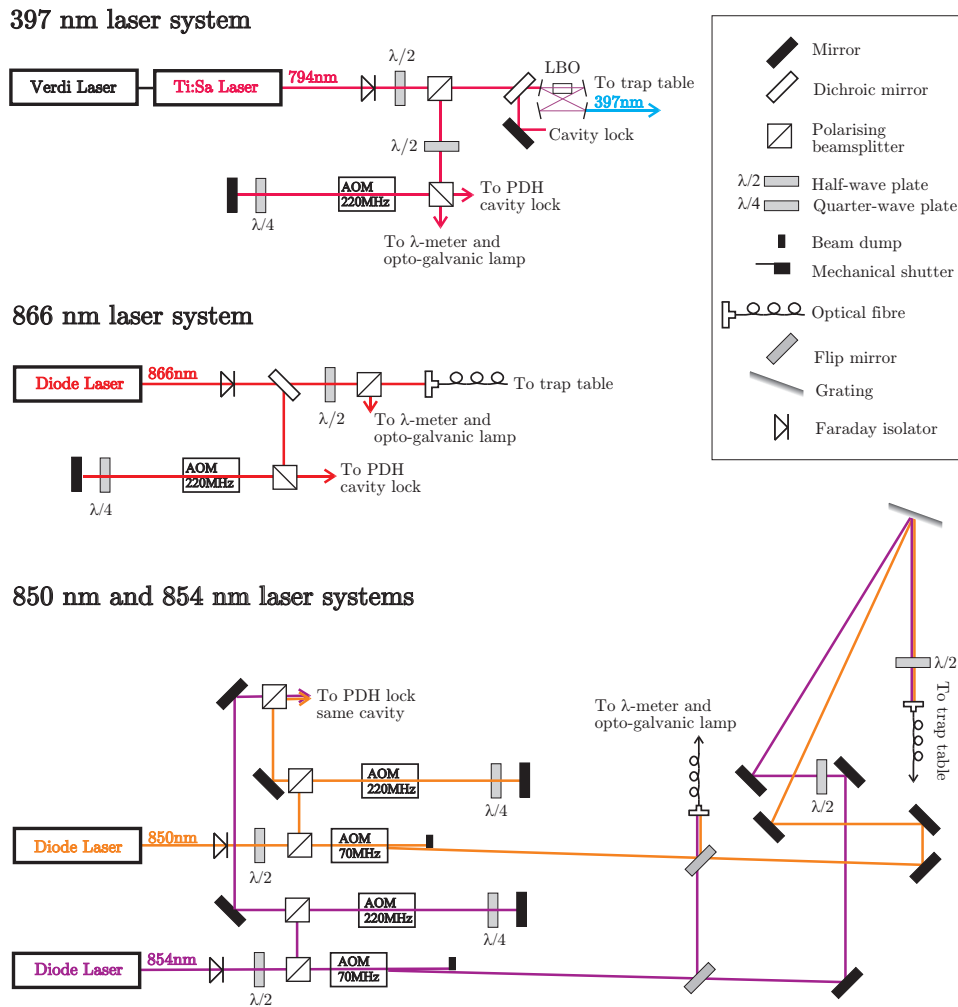 397 nm laser system
Verdi Laser
Ti:Sa Laser
794nm
λ/2
LBO
To trap table
397nm
Cavity lock
λ/2
AOM
220MHz
λ/4
To PDH
cavity lock
To λ-meter and
opto-galvanic lamp
Mirror
Dichroic mirror
Polarising
beamsplitter
λ/2
Half-wave plate
λ/4
Quarter-wave plate
Beam dump
Mechanical shutter
Optical fibre
Flip mirror
Grating
Faraday isolator
866 nm laser system
Diode Laser
866nm
λ/2
To trap table
To λ-meter and
opto-galvanic lamp
AOM
220MHz
λ/4
To PDH
cavity lock
850 nm and 854 nm laser systems
To PDH lock
same cavity
To λ-meter and
opto-galvanic lamp
λ/2
To trap table
AOM
220MHz
λ/4
λ/2
Diode Laser
850nm
λ/2
AOM
70MHz
AOM
220MHz
λ/4
Diode Laser
854nm
λ/2
AOM
70MHz